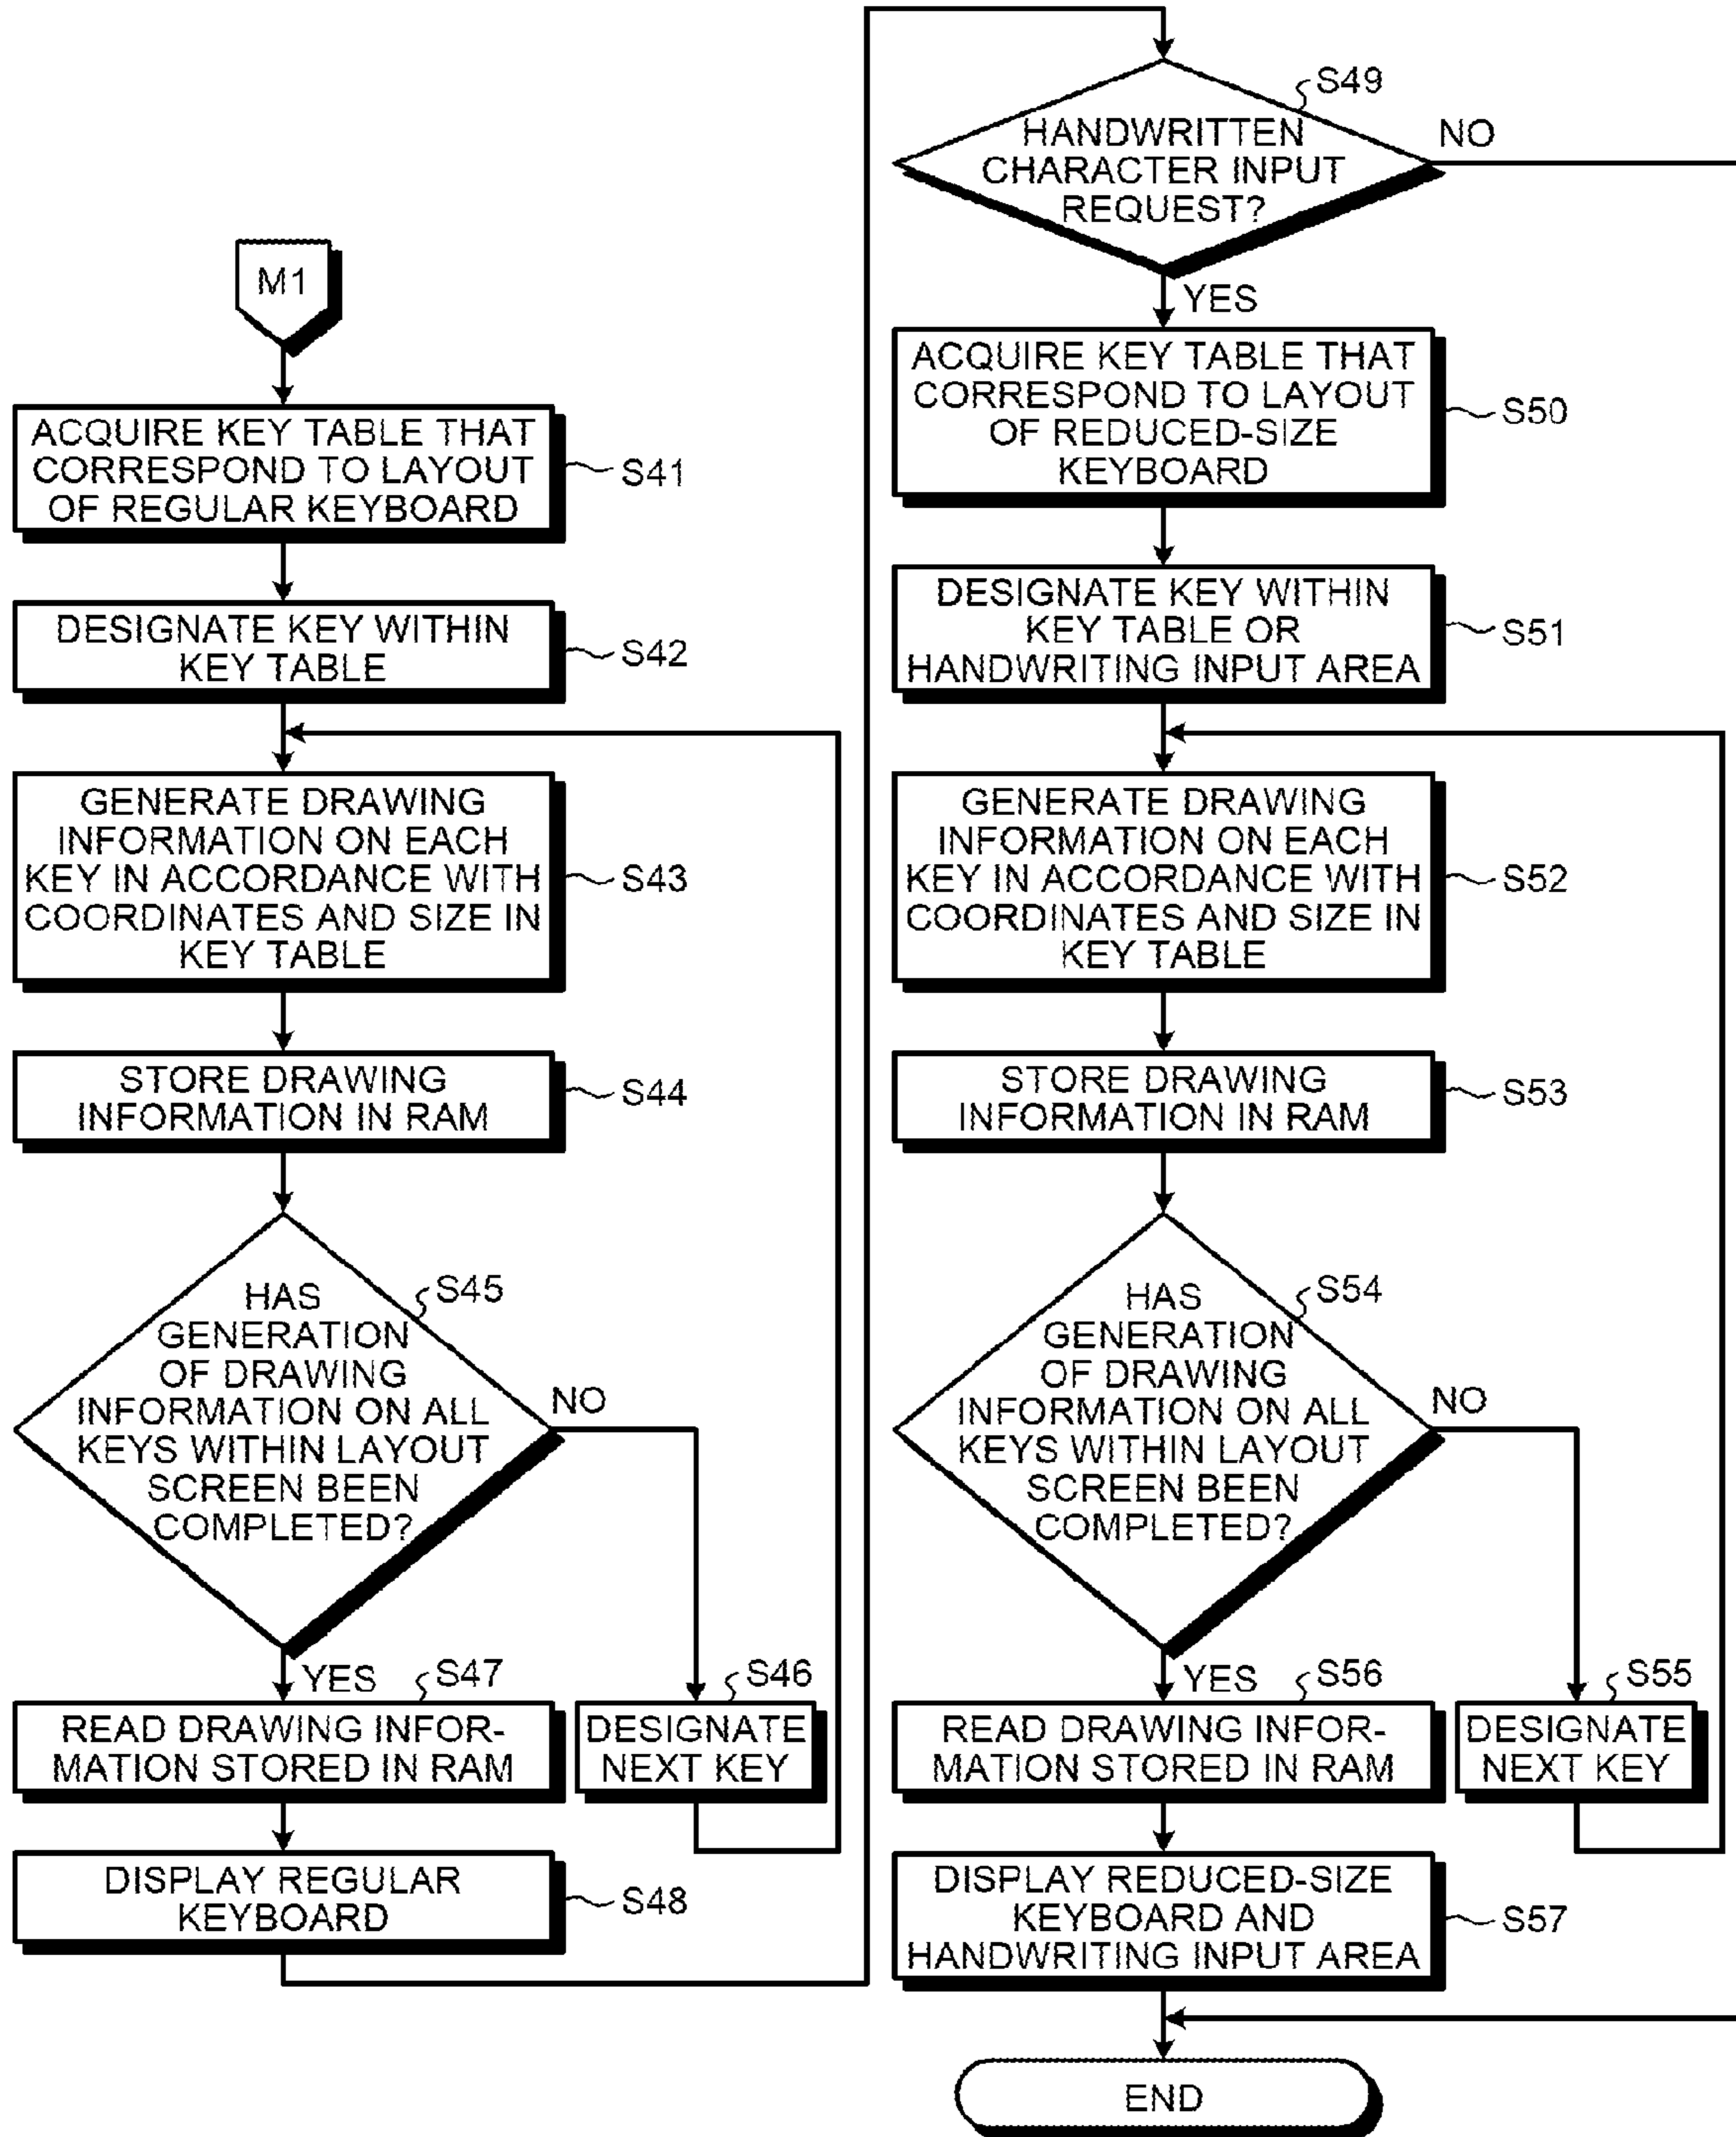 M1
ACQUIRE KEY TABLE THAT
CORRESPOND TO LAYOUT
OF REGULAR KEYBOARD
S41
DESIGNATE KEY WITHIN
KEY TABLE
S42
GENERATE DRAWING
INFORMATION ON EACH
KEY IN ACCORDANCE WITH
COORDINATES AND SIZE IN
KEY TABLE
S43
STORE DRAWING
INFORMATION IN RAM
S44
HAS
GENERATION
OF DRAWING
INFORMATION ON ALL
KEYS WITHIN LAYOUT
SCREEN BEEN
COMPLETED?
S45
NO
YES
S46
DESIGNATE
NEXT KEY
S47
READ DRAWING INFOR-
MATION STORED IN RAM
DISPLAY REGULAR
KEYBOARD
S48
S49
HANDWRITTEN
CHARACTER INPUT
REQUEST?
NO
YES
ACQUIRE KEY TABLE THAT
CORRESPOND TO LAYOUT
OF REDUCED-SIZE
KEYBOARD
S50
DESIGNATE KEY WITHIN
KEY TABLE OR
HANDWRITING INPUT AREA
S51
GENERATE DRAWING
INFORMATION ON EACH
KEY IN ACCORDANCE WITH
COORDINATES AND SIZE IN
KEY TABLE
S52
STORE DRAWING
INFORMATION IN RAM
S53
HAS
GENERATION
OF DRAWING
INFORMATION ON ALL
KEYS WITHIN LAYOUT
SCREEN BEEN
COMPLETED?
S54
NO
YES
S55
DESIGNATE
NEXT KEY
S56
READ DRAWING INFOR-
MATION STORED IN RAM
DISPLAY REDUCED-SIZE
KEYBOARD AND
HANDWRITING INPUT AREA
S57
END